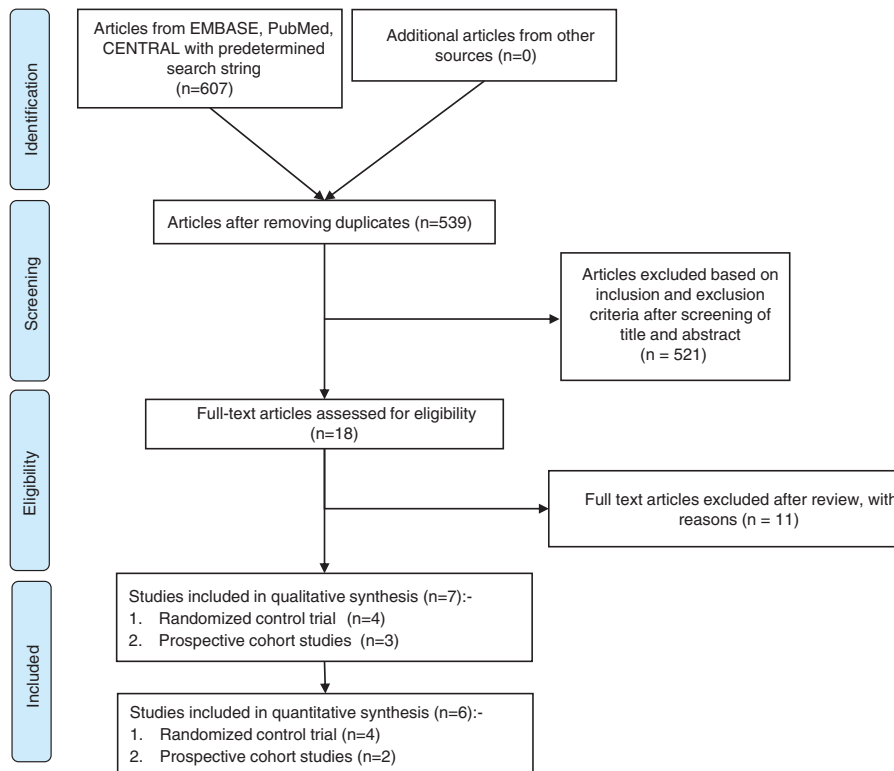 Identification
Articles from EMBASE, PubMed,
CENTRAL with predetermined
search string
(n=607)
Additional articles from other
sources (n=0)
Screening
Articles after removing duplicates (n=539)
Articles excluded based on
inclusion and exclusion
criteria after screening of
title and abstract
(n = 521)
Eligibility
Full-text articles assessed for eligibility
(n=18)
Full text articles excluded after review, with
reasons (n = 11)
Included
Studies included in qualitative synthesis (n=7):-
1. Randomized control trial (n=4)
2. Prospective cohort studies (n=3)
Studies included in quantitative synthesis (n=6):-
1. Randomized control trial (n=4)
2. Prospective cohort studies (n=2)